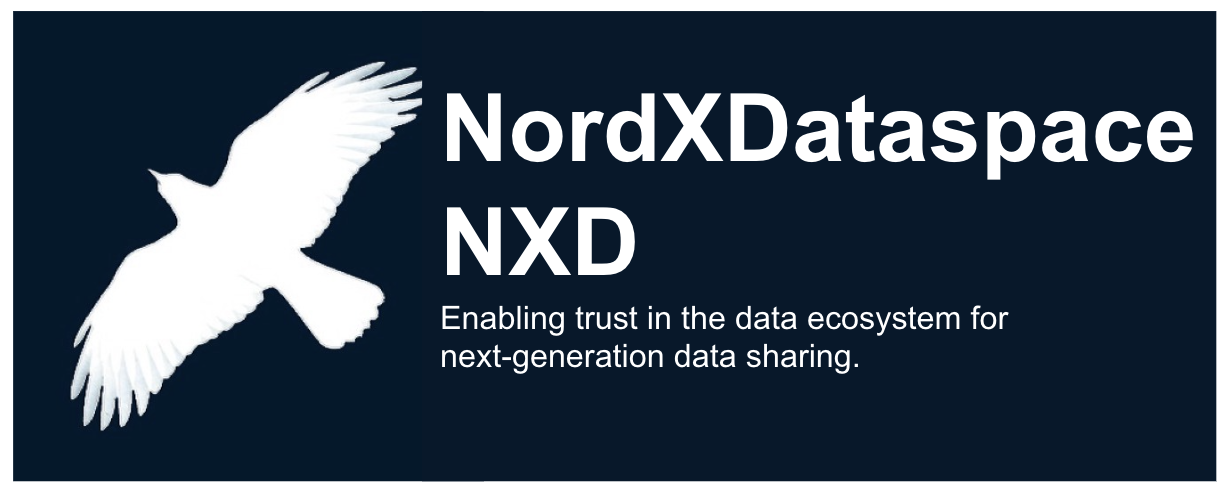 NordXDataspace
NXD
Enabling trust in the data ecosystem for
next-generation data sharing.